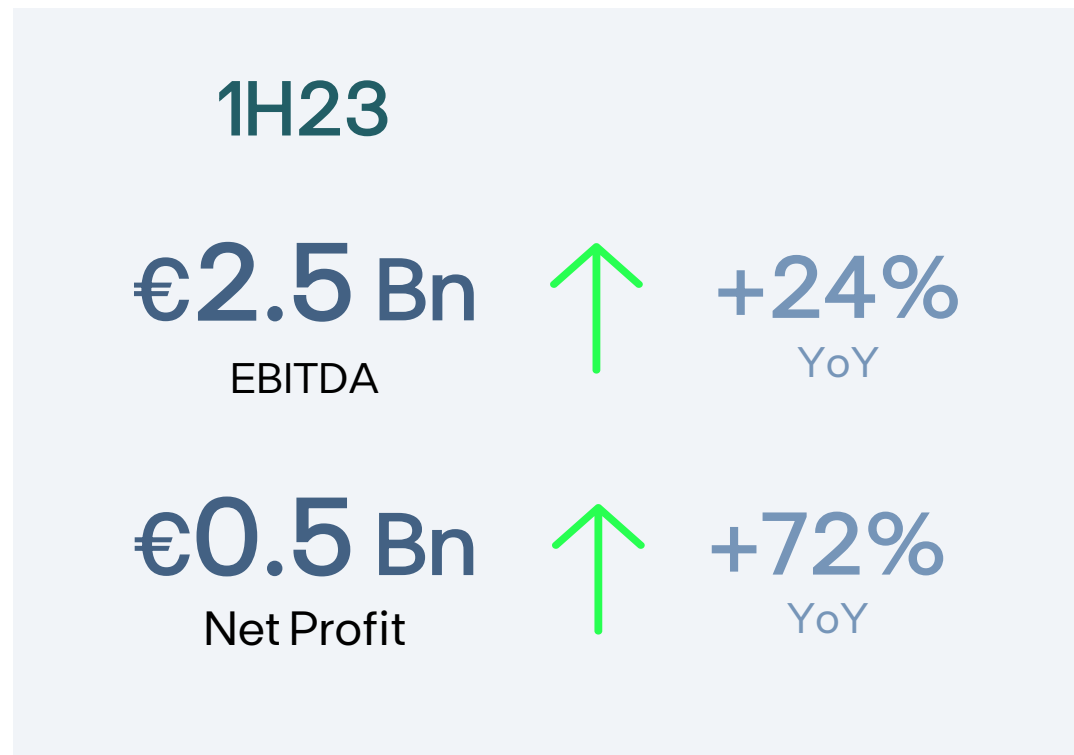 1H23
€2.5 Bn
+24%
EBITDA
YoY
€0.5 Bn
+72%
Net Profit
YoY